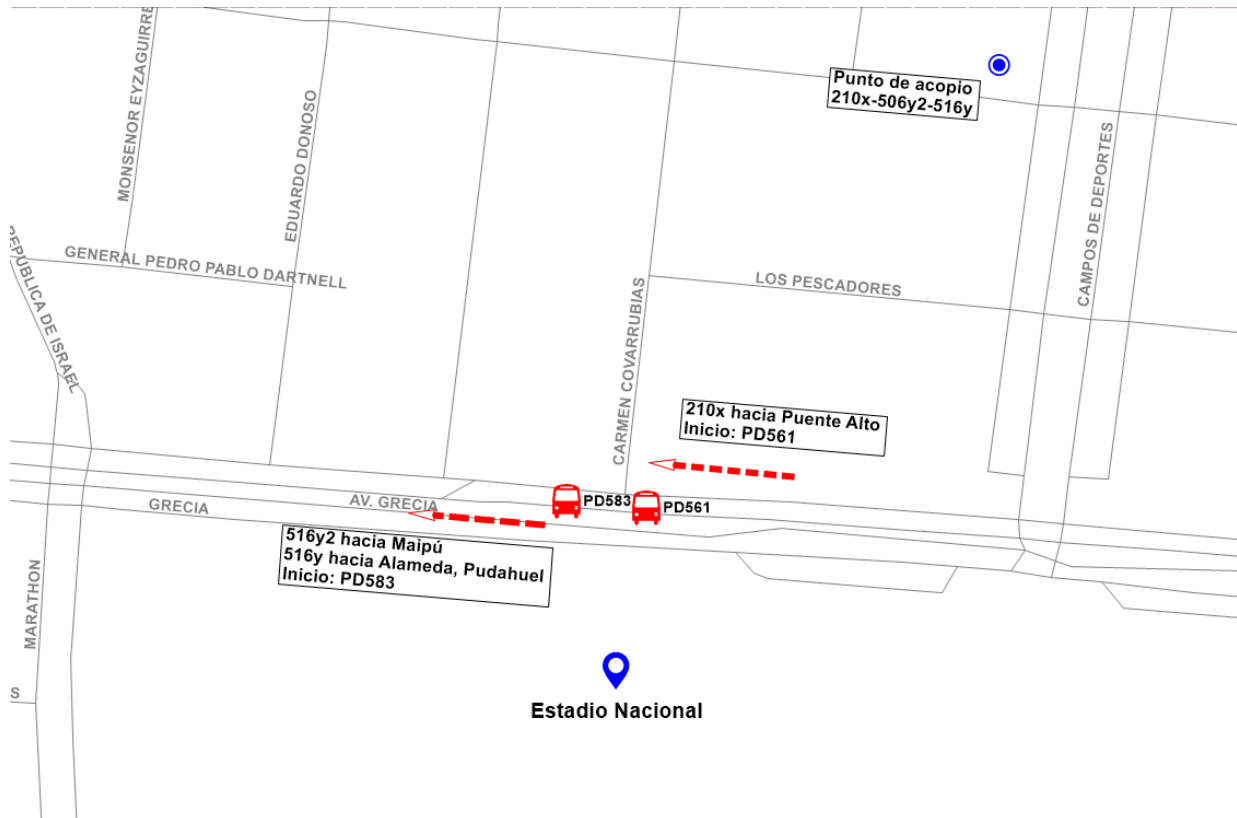 MONSENOR EYZAGUIRRE
EDUARDO DONOSO
Punto de acopio
210x-506y2-516y
CAMPOS DE DEPORTES
REPUBLICA DE ISRAEL
GENERAL PEDRO PABLO DARTNELL
CARMEN COVARRUBIAS
LOS PESCADORES
210x hacia Puente Alto
Inicio: PD561
AV. GRECIA
PD583
PD561
GRECIA
516y2 hacia Maipú
516y hacia Alameda, Pudahuel
Inicio: PD583
MARATHON
S
Estadio Nacional